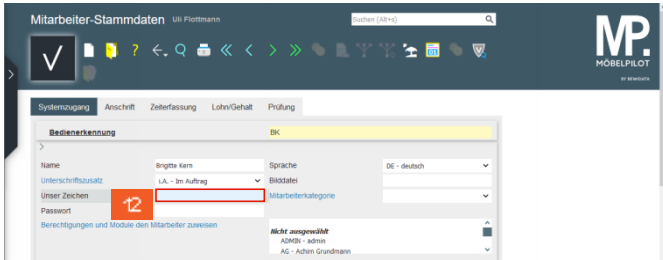 Mitarbeiter-Stammdaten Uli Flottmann
Suchen (Alt+s)
MP.
MÖBELPILOT
BY BEWIDATA
Systemzugang Anschrift Zeiterfassung Lohn/Gehalt Prüfung
Bedienerkennung BK
Name Brigitte Kern Sprache DE - deutsch
Unterschriftszusatz i.A. - Im Auftrag Bilddatei
Unser Zeichen Mitarbeiterkategorie
12
Passwort
Berechtigungen und Module dem Mitarbeiter zuweisen
Nicht ausgewählt
ADMIN - admin
AG - Achim Grundmann